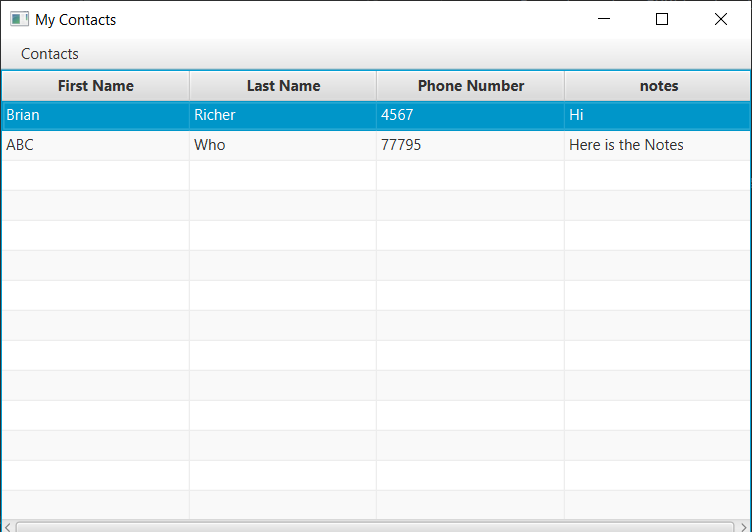 My Contacts
Contacts
First Name Last Name Phone Number notes
Brian Richer 4567 Hi
ABC Who 77795 Here is the Notes